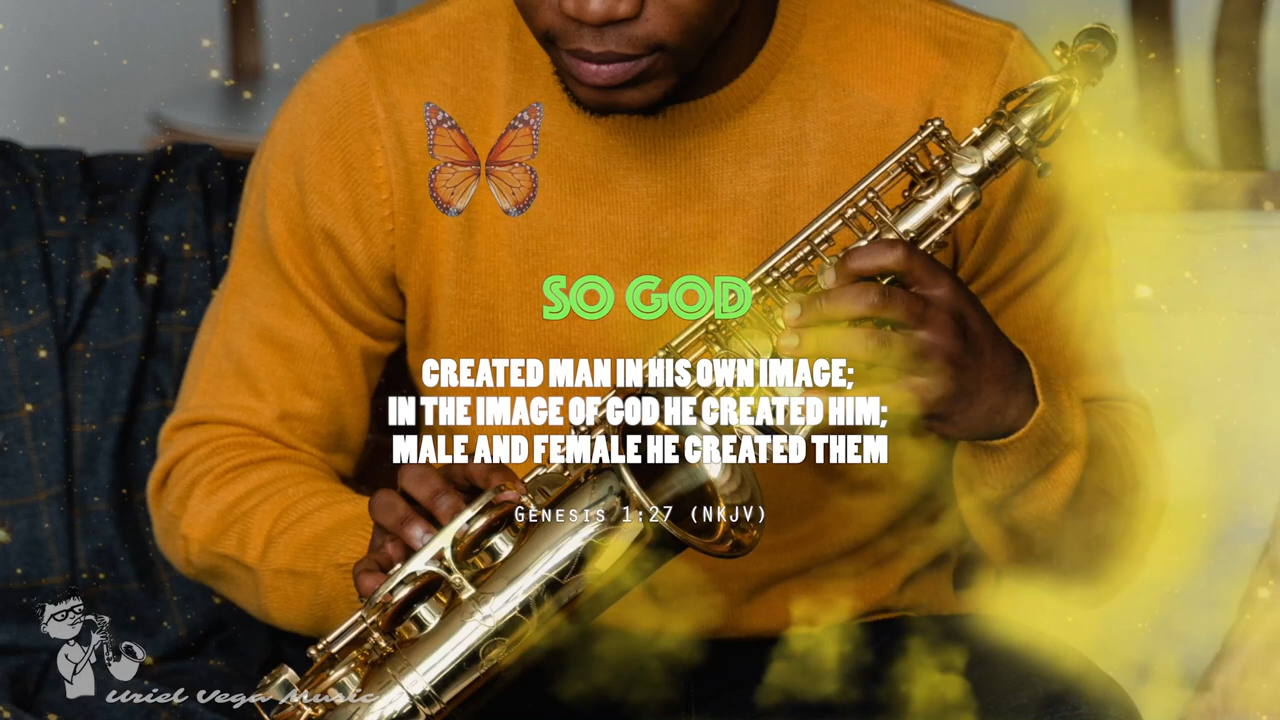 SO GOD
CREATED MAN IN HIS OWN IMAGE;
IN THE IMAGE OF GOD HE CREATED HIM;
MALE AND FEMALE HE CREATED THEM
Genesis 1:27 (NKJV)
Uriel Vega Music